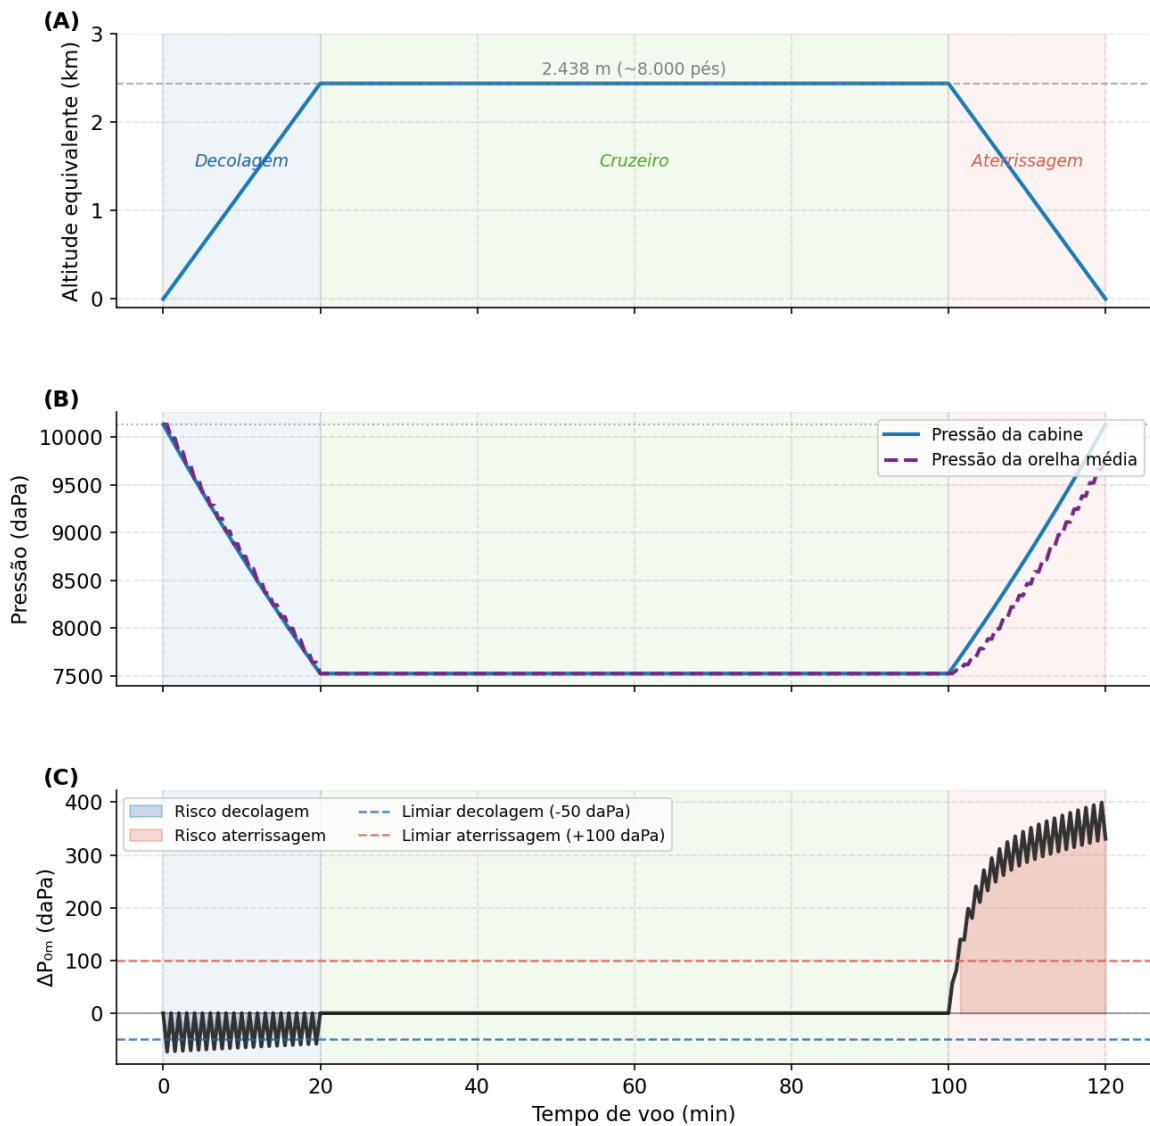 (A)
3
2
1
0
Altitude equivalente (km)
2.438 m (~8.000 pés)
Decolagem
Cruzeiro
Aterrissagem
(B)
10000
9500
9000
8500
8000
7500
Pressão (daPa)
Pressão da cabine
Pressão da orelha média
(C)
400
300
200
100
0
ΔP₀ₘ (daPa)
Risco decolagem
Risco aterrissagem
Limiar decolagem (-50 daPa)
Limiar aterrissagem (+100 daPa)
0 20 40 60 80 100 120
Tempo de voo (min)